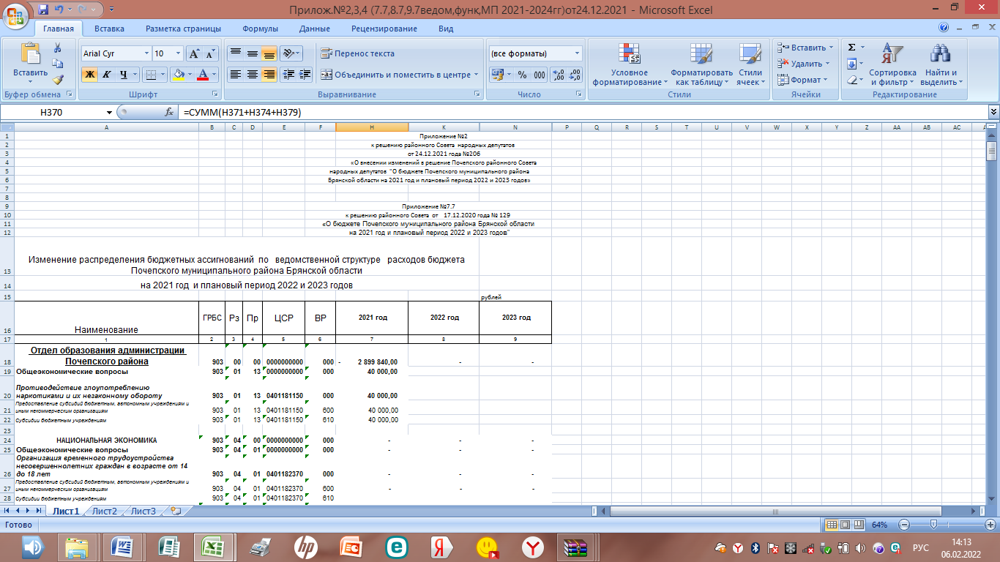 Прилож.№2,3,4 (7.7,8.7,9.7ведом,функ,МП 2021-2024гг)от24.12.2021 - Microsoft Excel
Главная Вставка Разметка страницы Формулы Данные Рецензирование Вид
Вставить
Буфер обмена
Arial Cyr 10
Ж К Ч
Шрифт
Перенос текста
Объединить и поместить в центре
Выравнивание
(все форматы)
% 000
Число
Условное форматирование
Форматировать как таблицу
Стили ячеек
Стили
Вставить
Удалить
Формат
Ячейки
Σ
Сортировка и фильтр
Найти и выделить
Редактирование
H370 fx =СУММ(H371+H374+H379)
A B C D E F H K N P Q R S T U V W X Y Z AA AB AC
1 Приложение №2
2 к решению районного Совета народных депутатов
3 от 24.12.2021 года №206
4 «О внесении изменений в решение Почепского районного Совета
5 народных депутатов "О бюджете Почепского муниципального района
6 Брянской области на 2021 год и плановый период 2022 и 2023 годов»
7
8
9 Приложение №7.7
10 к решению районного Совета от 17.12.2020 года № 129
11 «О бюджете Почепского муниципального района Брянской области
12 на 2021 год и плановый период 2022 и 2023 годов"
Изменение распределения бюджетных ассигнований по ведомственной структуре расходов бюджета
13 Почепского муниципального района Брянской области
14 на 2021 год и плановый период 2022 и 2023 годов
15 рублей
16 Наименование ГРБС Рз Пр ЦСР ВР 2021 год 2022 год 2023 год
17 1 2 3 4 5 6 7 8 9
Отдел образования администрации
18 Почепского района 903 00 00 0000000000 000 - 2 899 840,00 - -
19 Общеэкономические вопросы 903 01 13 0000000000 000 40 000,00
Противодействие злоупотреблению
20 наркотиками и их незаконному обороту 903 01 13 0401181150 000 40 000,00
Предоставление субсидий бюджетным, автономным учреждениям и
21 иным некоммерческим организациям 903 01 13 0401181150 600 40 000,00
22 Субсидии бюджетным учреждениям 903 01 13 0401181150 610 40 000,00
23
24 НАЦИОНАЛЬНАЯ ЭКОНОМИКА 903 04 00 0000000000 000 - - -
25 Общеэкономические вопросы 903 04 01 0000000000 000 - - -
Организация временного трудоустройства
несовершеннолетних граждан в возрасте от 14
26 до 18 лет 903 04 01 0401182370 000 - - -
Предоставление субсидий бюджетным, автономным учреждениям и
27 иным некоммерческим организациям 903 04 01 0401182370 600 - - -
28 Субсидии бюджетным учреждениям 903 04 01 0401182370 610
Лист1 Лист2 Лист3
Готово 64%
РУС 14:13
06.02.2022